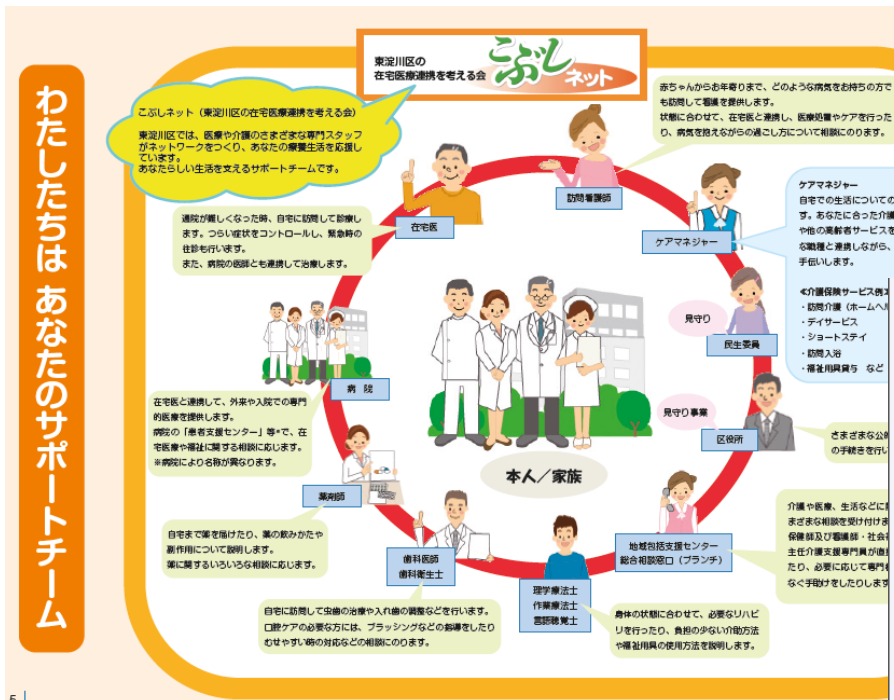 わたしたちは あなたのサポートチーム
東淀川区の
在宅医療連携を考える会
こぶしネット
こぶしネット（東淀川区の在宅医療連携を考える会）
東淀川区では、医療や介護のさまざまな専門スタッフ
がネットワークをつくり、あなたの療養生活を応援し
ています。
あなたらしい生活を支えるサポートチームです。
赤ちゃんからお年寄りまで、どのような病気をお持ちの方で
も訪問して看護を提供します。
状態に合わせて、在宅医と連携し、医療処置やケアを行った
り、病気を抱えながらの過ごし方について相談にのります。
訪問看護師
在宅医
通院が難しくなった時、自宅に訪問して診療し
ます。つらい症状をコントロールし、緊急時の
往診も行います。
また、病院の医師とも連携して治療します。
ケアマネジャー
ケアマネジャー
自宅での生活についての
す。あなたに合った介護
や他の高齢者サービスを
な職種と連携しながら、
手伝いします。
≪介護保険サービス例≫
・訪問介護（ホームヘル
・デイサービス
・ショートステイ
・訪問入浴
・福祉用具貸与 など
見守り
民生委員
見守り事業
区役所
さまざまな公的
の手続きを行い
病 院
在宅医と連携して、外来や入院での専門
的医療を提供します。
病院の「患者支援センター」等※で、在
宅医療や福祉に関する相談に応じます。
※病院により名称が異なります。
本人／家族
薬剤師
自宅まで薬を届けたり、薬の飲みかたや
副作用について説明します。
薬に関するいろいろな相談に応じます。
歯科医師
歯科衛生士
自宅に訪問して虫歯の治療や入れ歯の調整などを行います。
口腔ケアの必要な方には、ブラッシングなどの指導をしたり
むせやすい時の対応などの相談にのります。
理学療法士
作業療法士
言語聴覚士
身体の状態に合わせて、必要なリハビ
リを行ったり、負担の少ない介助方法
や福祉用具の使用方法を説明します。
地域包括支援センター
総合相談窓口（ブランチ）
介護や医療、生活などに
まざまな相談を受け付けま
保健師及び看護師・社会
主任介護支援専門員が直接
たり、必要に応じて専門
なぐ手助けをしたりします
5